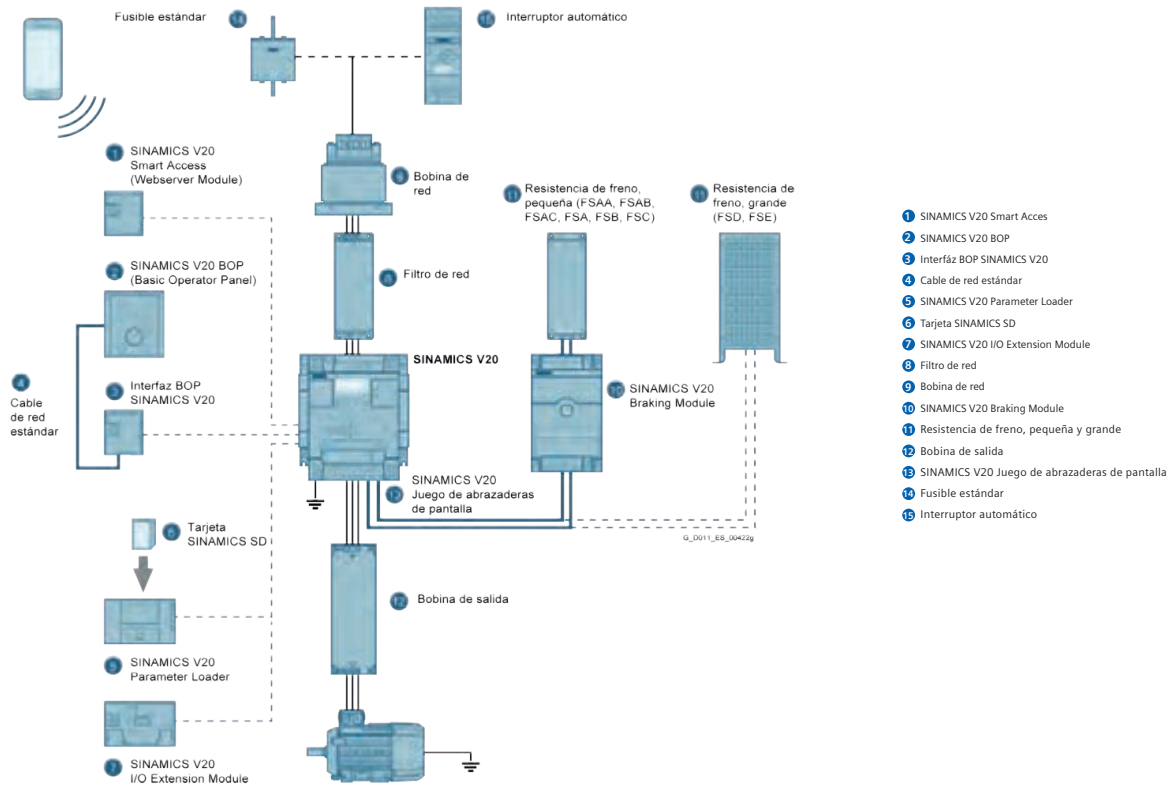 Fusible estándar
14
15
Interruptor automático
1
SINAMICS V20
Smart Access
(Webserver Module)
9
Bobina de
red
11
Resistencia de freno,
pequeña (FSAA, FSAB,
FSAC, FSA, FSB, FSC)
11
Resistencia de
freno, grande
(FSD, FSE)
2
SINAMICS V20 BOP
(Basic Operator Panel)
8
Filtro de red
SINAMICS V20
4
Cable
de red
estándar
3
Interfaz BOP
SINAMICS V20
10
SINAMICS V20
Braking Module
13
SINAMICS V20
Juego de abrazaderas
de pantalla
G_D011_ES_00422g
6
Tarjeta
SINAMICS SD
12
Bobina de salida
5
SINAMICS V20
Parameter Loader
7
SINAMICS V20
I/O Extension Module
1 SINAMICS V20 Smart Acces
2 SINAMICS V20 BOP
3 Interfáz BOP SINAMICS V20
4 Cable de red estándar
5 SINAMICS V20 Parameter Loader
6 Tarjeta SINAMICS SD
7 SINAMICS V20 I/O Extension Module
8 Filtro de red
9 Bobina de red
10 SINAMICS V20 Braking Module
11 Resistencia de freno, pequeña y grande
12 Bobina de salida
13 SINAMICS V20 Juego de abrazaderas de pantalla
14 Fusible estándar
15 Interruptor automático